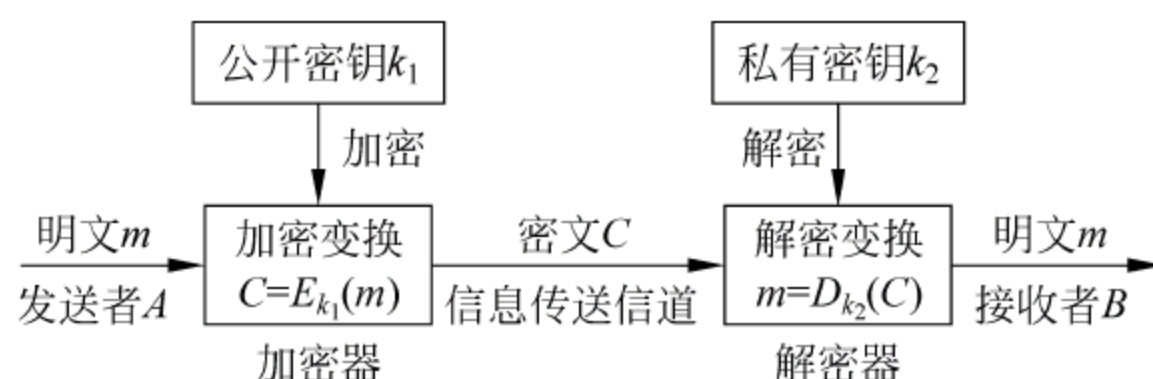 公开密钥k₁
私有密钥k₂
加密
解密
明文m
加密变换
密文C
解密变换
明文m
发送者A
C=Eₖ₁(m)
信息传送信道
m=Dₖ₂(C)
接收者B
加密器
解密器